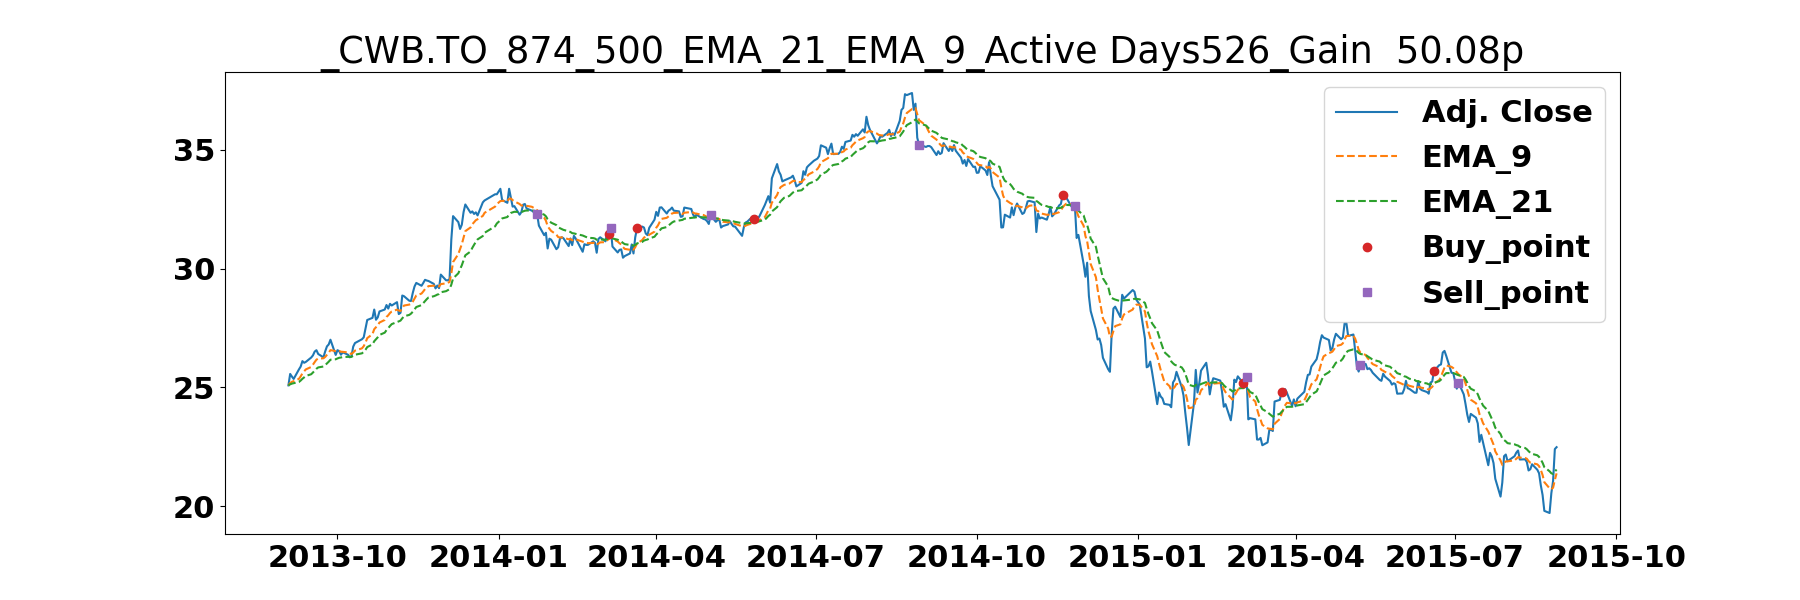 _CWB.TO_874_500_EMA_21_EMA_9_Active Days526_Gain  50.08p
Adj. Close
EMA_9
EMA_21
Buy_point
Sell_point
35
30
25
20
2013-10 2014-01 2014-04 2014-07 2014-10 2015-01 2015-04 2015-07 2015-10